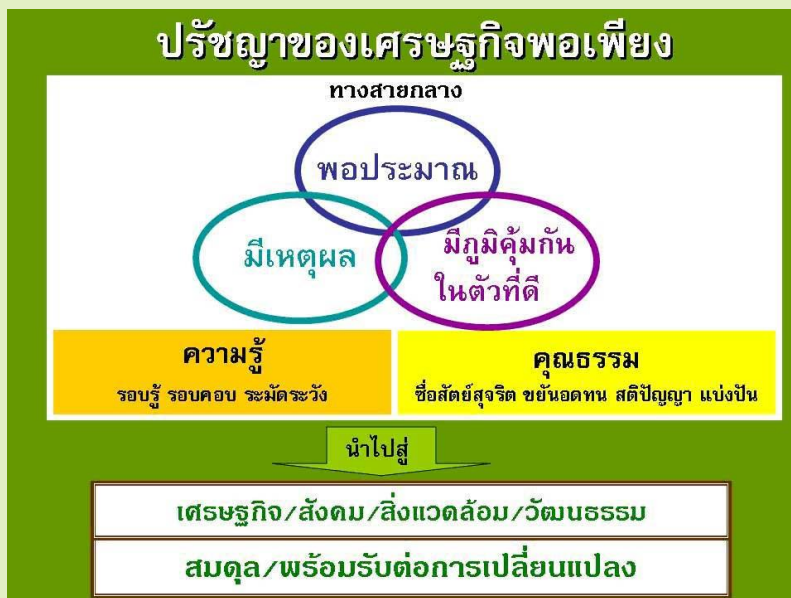 ปรัชญาของเศรษฐกิจพอเพียง
ทางสายกลาง
พอประมาณ
มีเหตุผล
มีภูมิคุ้มกัน
ในตัวที่ดี
ความรู้
รอบรู้ รอบคอบ ระมัดระวัง
คุณธรรม
ซื่อสัตย์สุจริต ขยันอดทน สติปัญญา แบ่งปัน
นำไปสู่
เศรษฐกิจ/สังคม/สิ่งแวดล้อม/วัฒนธรรม
สมดุล/พร้อมรับต่อการเปลี่ยนแปลง